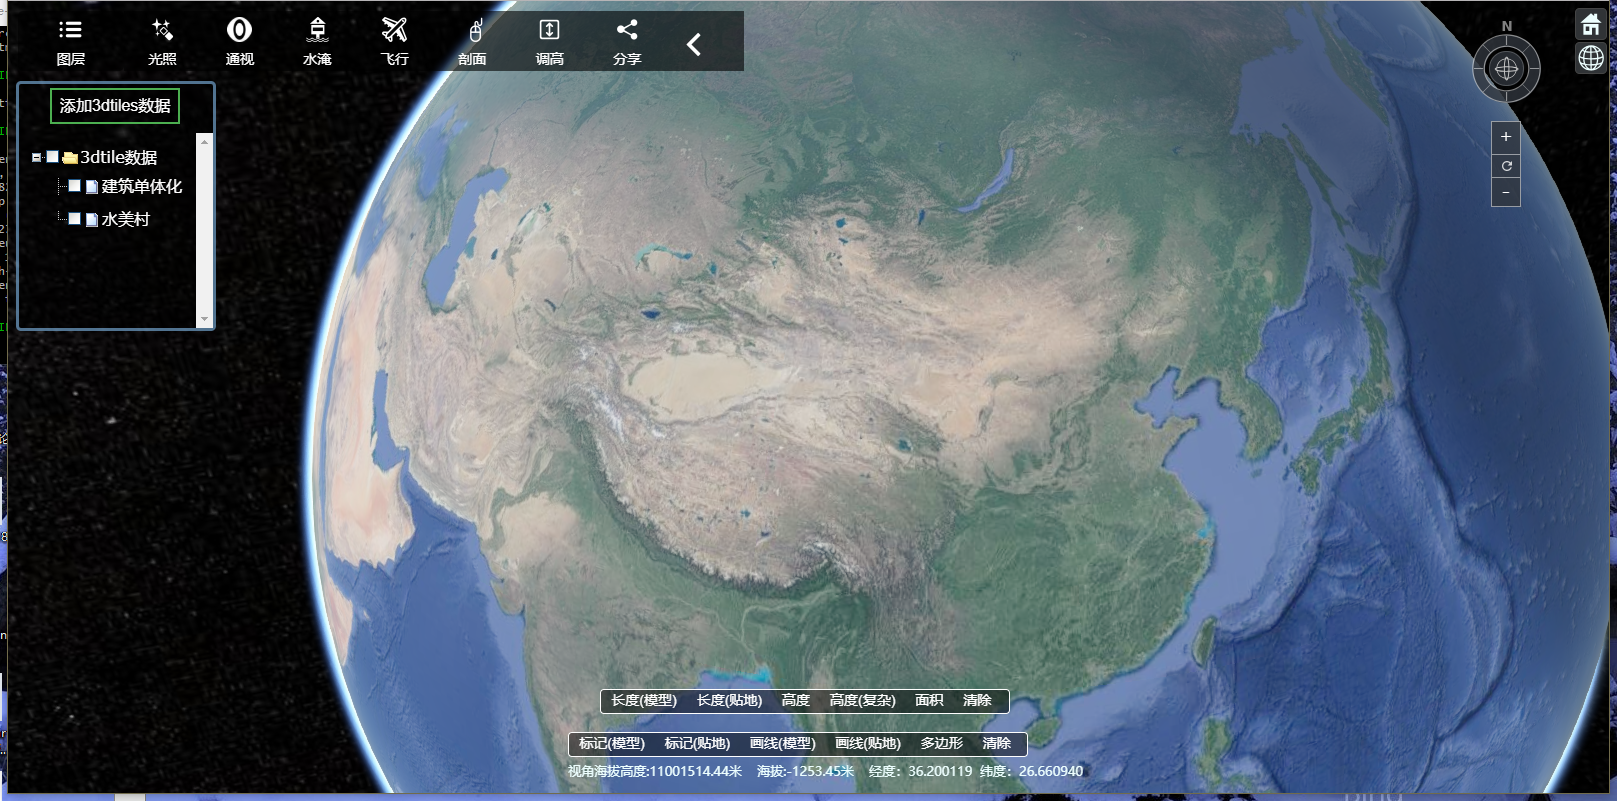 图层 光照 通视 水淹 飞行 剖面 调高 分享
N
添加3dtiles数据
3dtile数据
建筑单体化
水美村
+
−
长度(模型) 长度(贴地) 高度 高度(复杂) 面积 清除
标记(模型) 标记(贴地) 画线(模型) 画线(贴地) 多边形 清除
视角海拔高度:11001514.44米 海拔:-1253.45米 经度：36.200119 纬度：26.660940